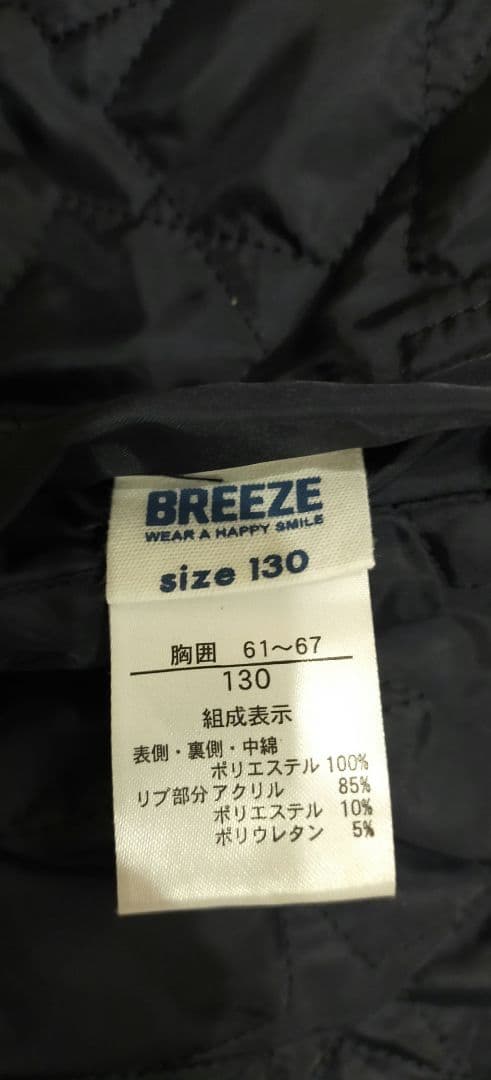 BREEZE
WEAR A HAPPY SMILE
size 130
胸囲 61～67
130
組成表示
表側・裏側・中綿
ポリエステル 100%
リブ部分 アクリル 85%
ポリエステル 10%
ポリウレタン 5%